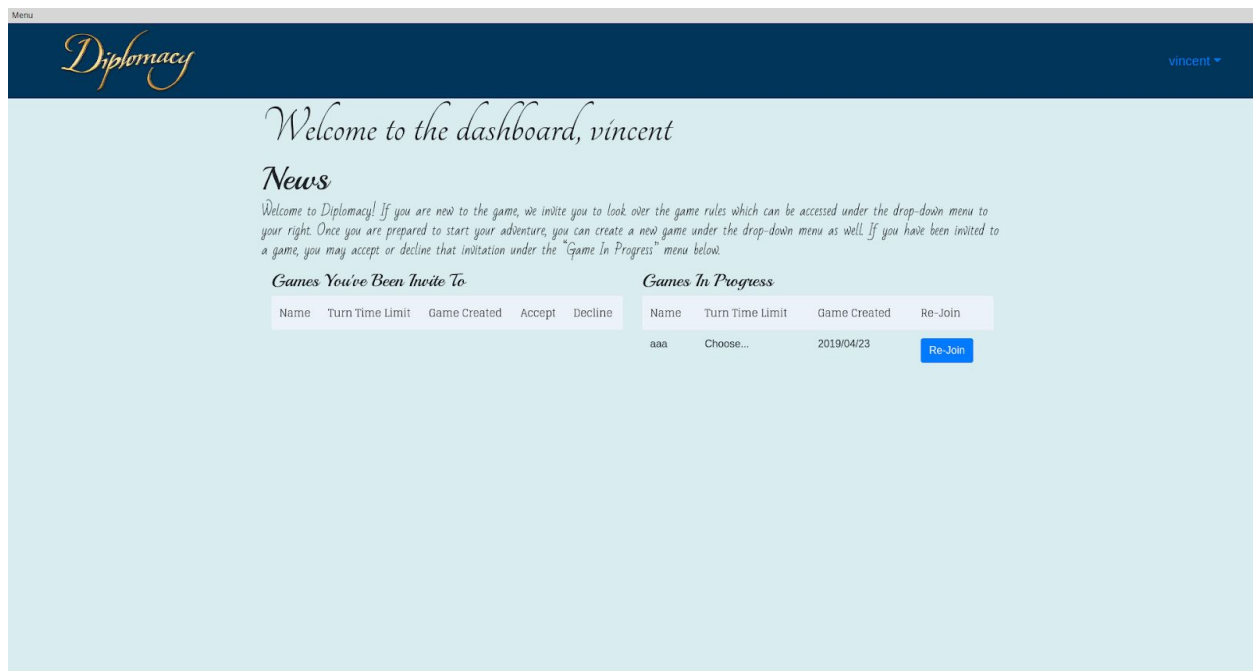 Menu
Diplomacy
vincent
Welcome to the dashboard, vincent
News
Welcome to Diplomacy! If you are new to the game, we invite you to look over the game rules which can be accessed under the drop-down menu to
your right. Once you are prepared to start your adventure, you can create a new game under the drop-down menu as well. If you have been invited to
a game, you may accept or decline that invitation under the "Game In Progress" menu below.
Games You've Been Invite To
Name Turn Time Limit Game Created Accept Decline
Games In Progress
Name Turn Time Limit Game Created Re-Join
aaa Choose... 2019/04/23 Re-Join